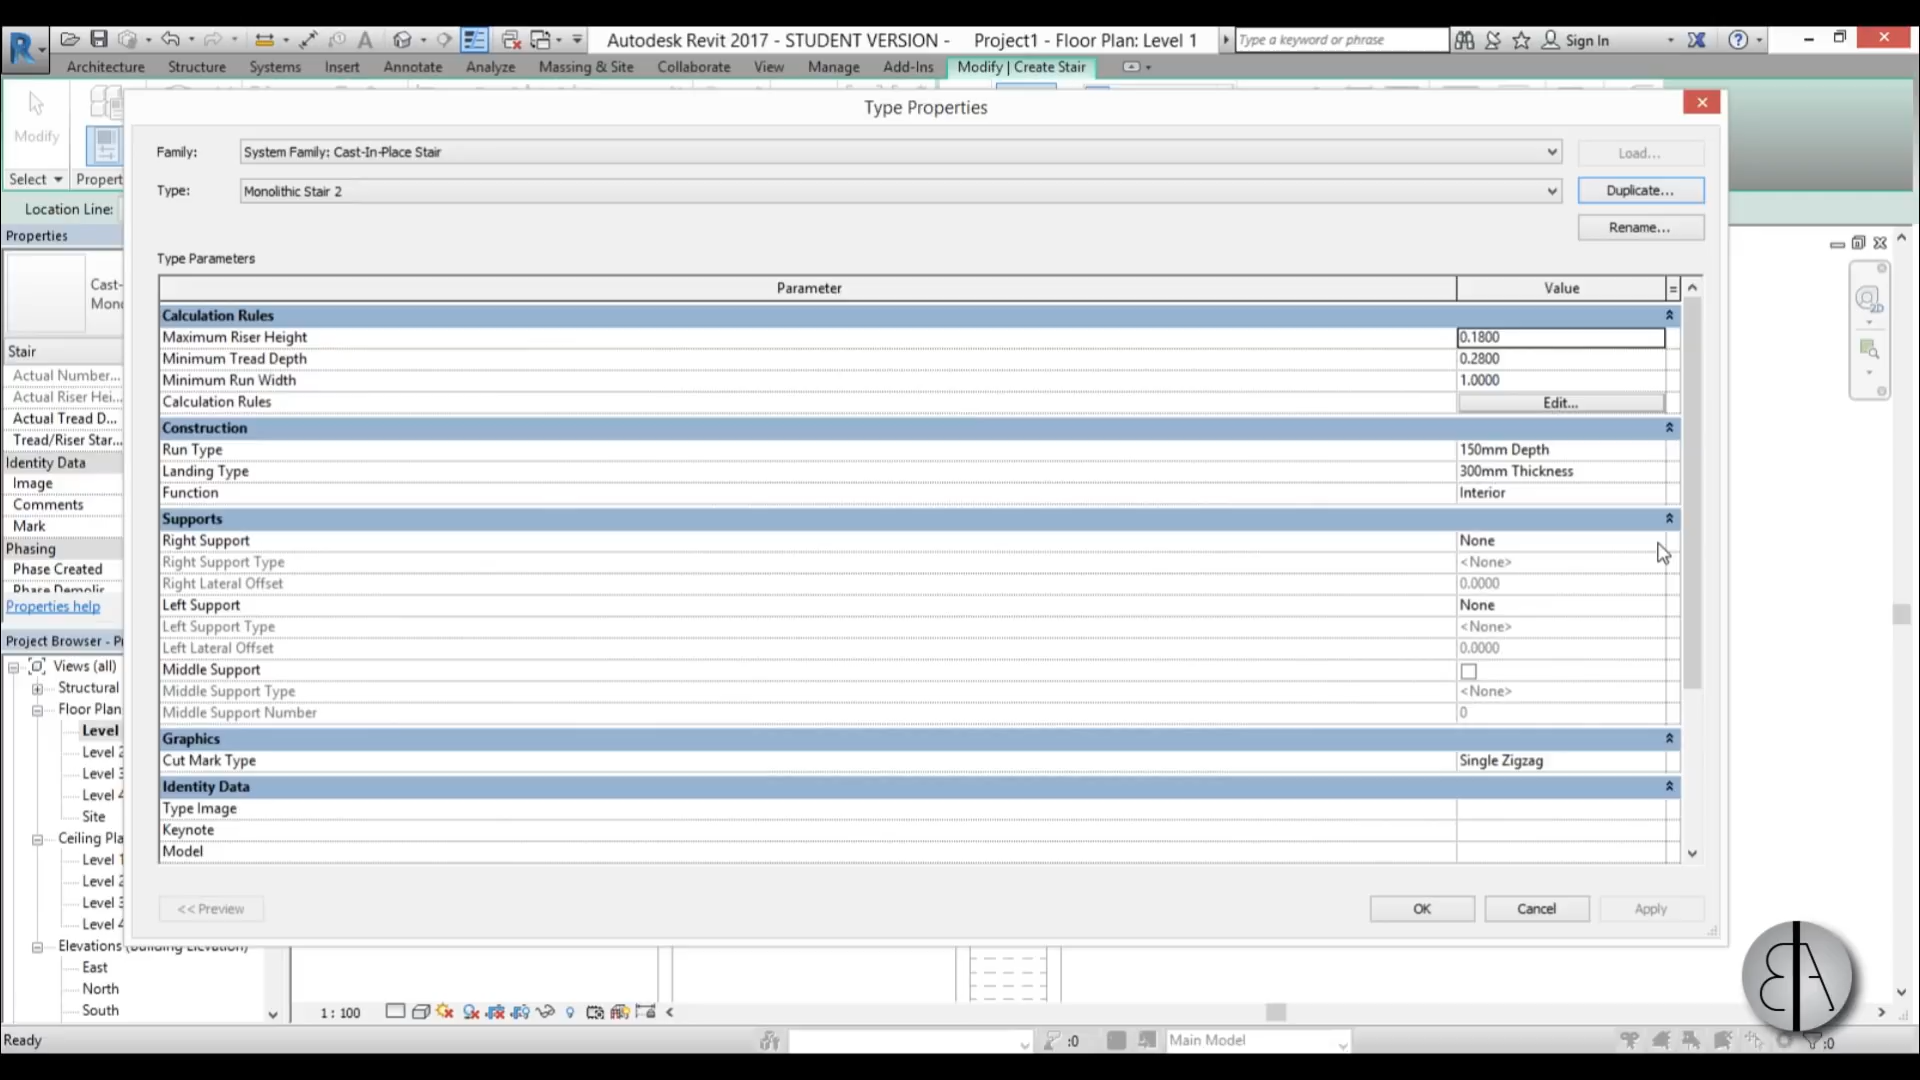 Autodesk Revit 2017 - STUDENT VERSION - Project1 - Floor Plan: Level 1
Type a keyword or phrase
Sign In
Architecture Structure Systems Insert Annotate Analyze Massing & Site Collaborate View Manage Add-Ins Modify | Create Stair
Modify
Select
Propert
Location Line:
Properties
Cast-
Mono
Stair
Actual Number...
Actual Riser Hei...
Actual Tread D...
Tread/Riser Star...
Identity Data
Image
Comments
Mark
Phasing
Phase Created
Phase Demolit
Properties help
Project Browser - P
Views (all)
Structural
Floor Plan
Level
Level 2
Level 3
Level 4
Site
Ceiling Pla
Level 1
Level 2
Level 3
Level 4
Elevations (Building Elevation)
East
North
South
Type Properties
Family: System Family: Cast-In-Place Stair Load...
Type: Monolithic Stair 2 Duplicate...
Rename...
Type Parameters
Parameter Value =
Calculation Rules
Maximum Riser Height 0.1800
Minimum Tread Depth 0.2800
Minimum Run Width 1.0000
Calculation Rules Edit...
Construction
Run Type 150mm Depth
Landing Type 300mm Thickness
Function Interior
Supports
Right Support None
Right Support Type <None>
Right Lateral Offset 0.0000
Left Support None
Left Support Type <None>
Left Lateral Offset 0.0000
Middle Support
Middle Support Type <None>
Middle Support Number 0
Graphics
Cut Mark Type Single Zigzag
Identity Data
Type Image
Keynote
Model
<< Preview OK Cancel Apply
1 : 100
Ready
:0
Main Model
:0